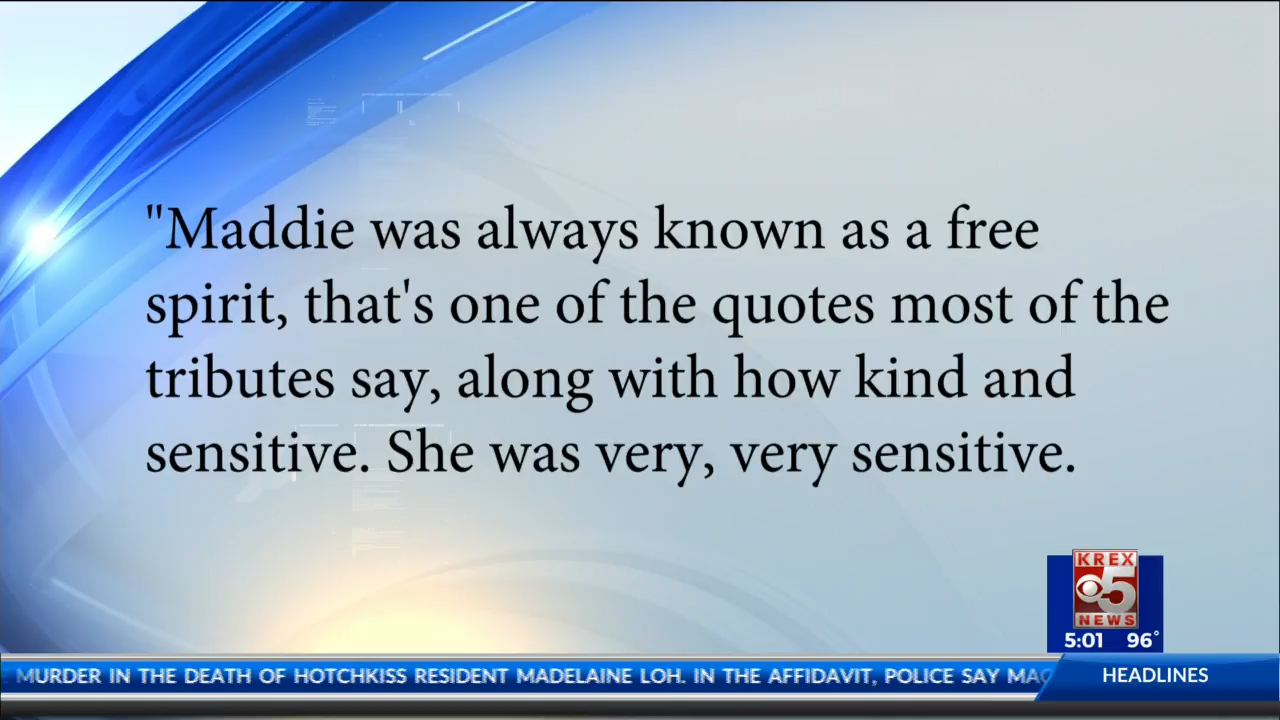 "Maddie was always known as a free
spirit, that's one of the quotes most of the
tributes say, along with how kind and
sensitive. She was very, very sensitive.
KREX
5
NEWS
5:01 96°
MURDER IN THE DEATH OF HOTCHKISS RESIDENT MADELAINE LOH. IN THE AFFIDAVIT, POLICE SAY
HEADLINES